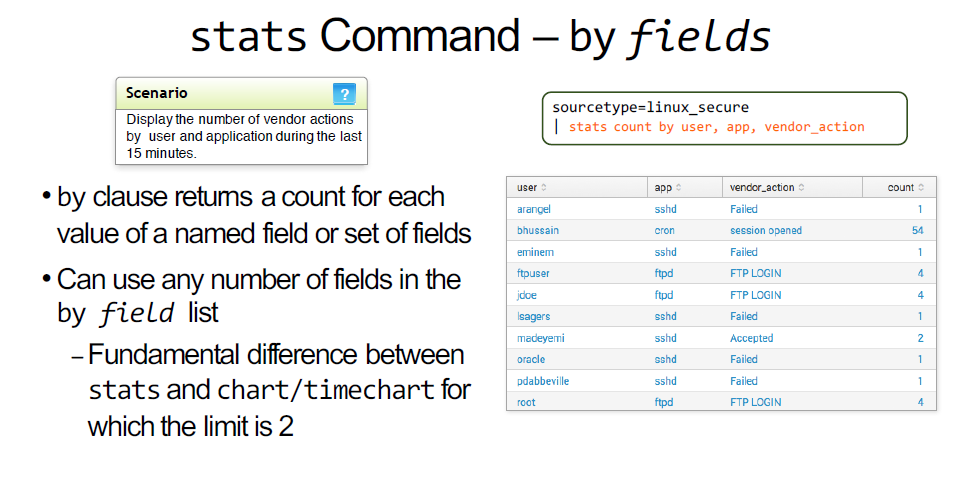 stats Command – by fields
Scenario
?
Display the number of vendor actions
by user and application during the last
15 minutes.
sourcetype=linux_secure
| stats count by user, app, vendor_action
• by clause returns a count for each
value of a named field or set of fields
• Can use any number of fields in the
by field list
– Fundamental difference between
stats and chart/timechart for
which the limit is 2
user app vendor_action count
arangel sshd Failed 1
bhussain cron session opened 54
eminem sshd Failed 1
ftpuser ftpd FTP LOGIN 4
jdoe ftpd FTP LOGIN 4
lsagers sshd Failed 1
madeyemi sshd Accepted 2
oracle sshd Failed 1
pdabbeville sshd Failed 1
root ftpd FTP LOGIN 4